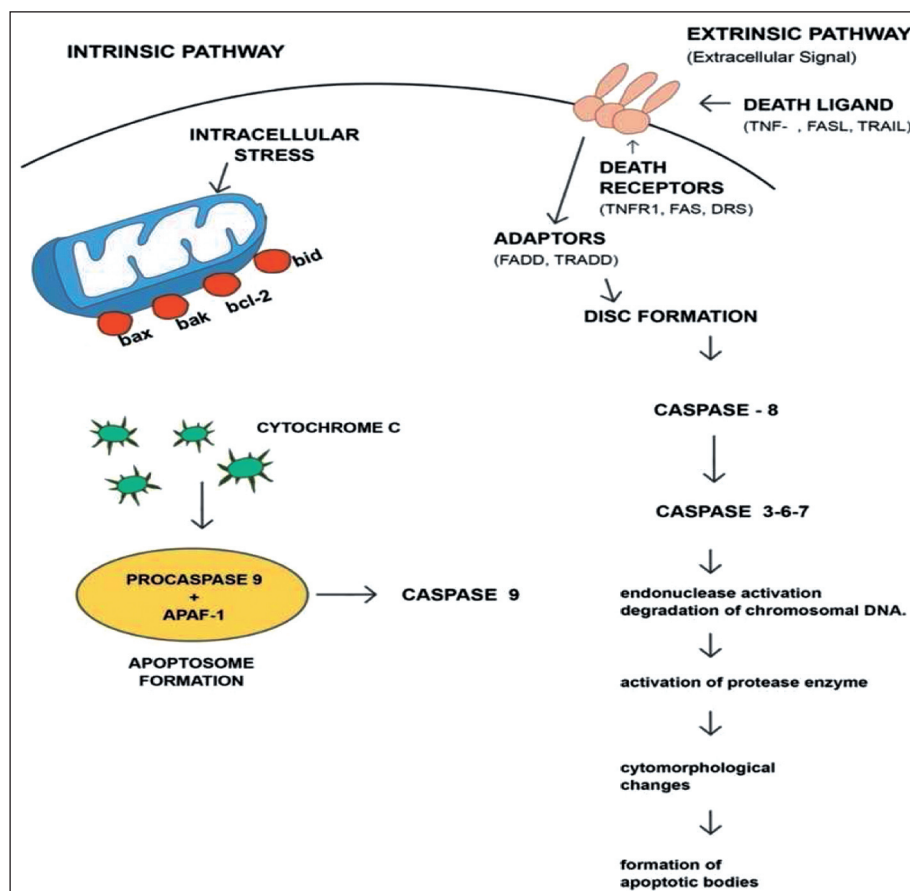 INTRINSIC PATHWAY
EXTRINSIC PATHWAY
(Extracellular Signal)
DEATH LIGAND
(TNF- , FASL, TRAIL)
INTRACELLULAR
STRESS
DEATH
RECEPTORS
(TNFR1, FAS, DRS)
ADAPTORS
(FADD, TRADD)
bid
bcl-2
bak
bax
DISC FORMATION
CASPASE - 8
CYTOCHROME C
CASPASE 3-6-7
PROCASPASE 9
+
APAF-1
CASPASE 9
APOPTOSOME
FORMATION
endonuclease activation
degradation of chromosomal DNA.
activation of protease enzyme
cytomorphological
changes
formation of
apoptotic bodies